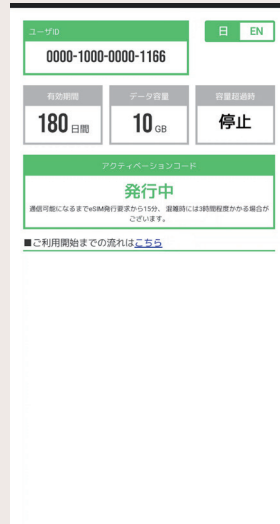 ユーザID
日 EN
0000-1000-0000-1166
有効期間
データ容量
容量超過時
180 日間
10 GB
停止
アクティベーションコード
発行中
通信可能になるまでeSIM発行要求から15分、混雑時には3時間程度かかる場合が
ございます。
■ご利用開始までの流れはこちら